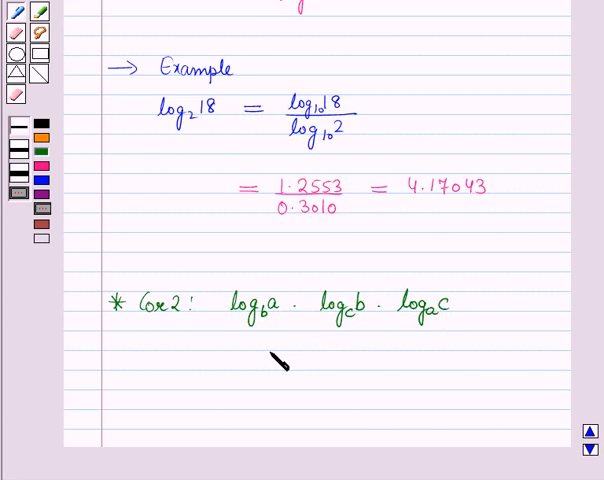 → Example
log₂18 = log₁₀18 / log₁₀2
= 1.2553 / 0.3010 = 4.17043
* Cor 2: log_b a . log_c b . log_a c